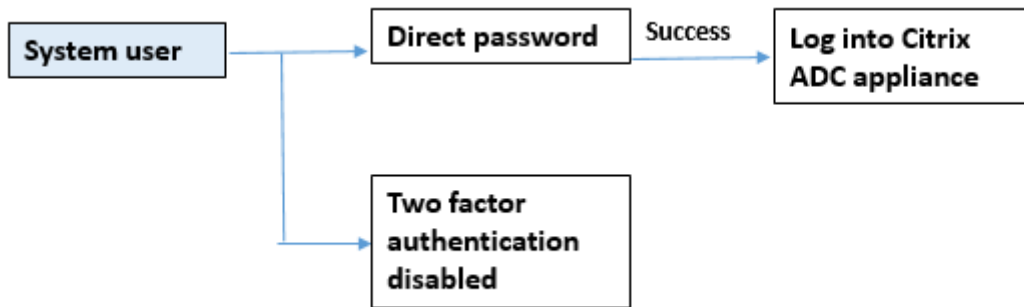 System user
Direct password
Success
Log into Citrix
ADC appliance
Two factor
authentication
disabled